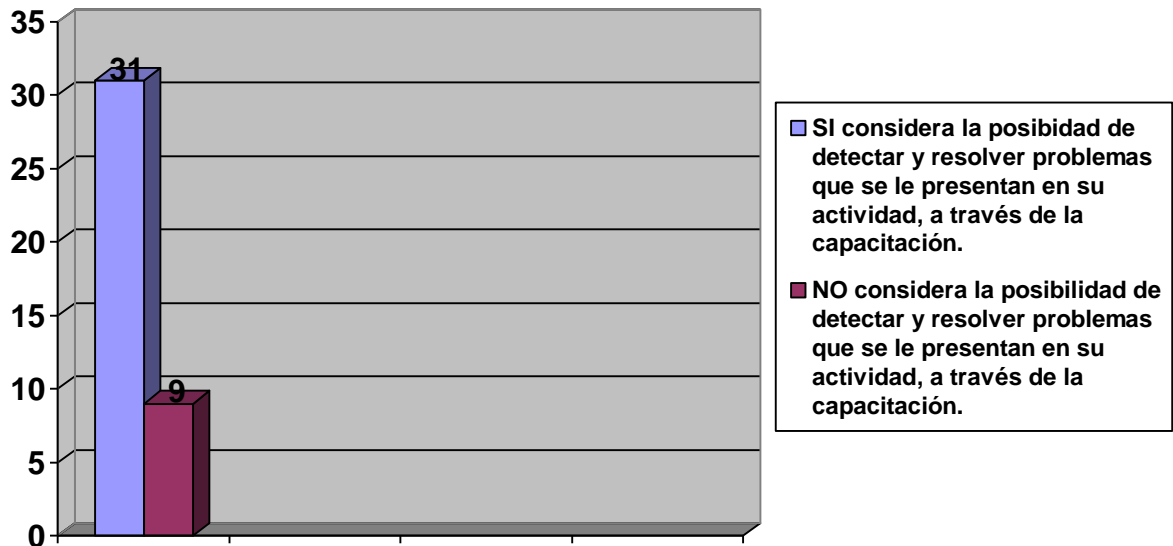 35
30
25
20
15
10
5
0
31
9
SI considera la posibidad de
detectar y resolver problemas
que se le presentan en su
actividad, a través de la
capacitación.
NO considera la posibilidad de
detectar y resolver problemas
que se le presentan en su
actividad, a través de la
capacitación.